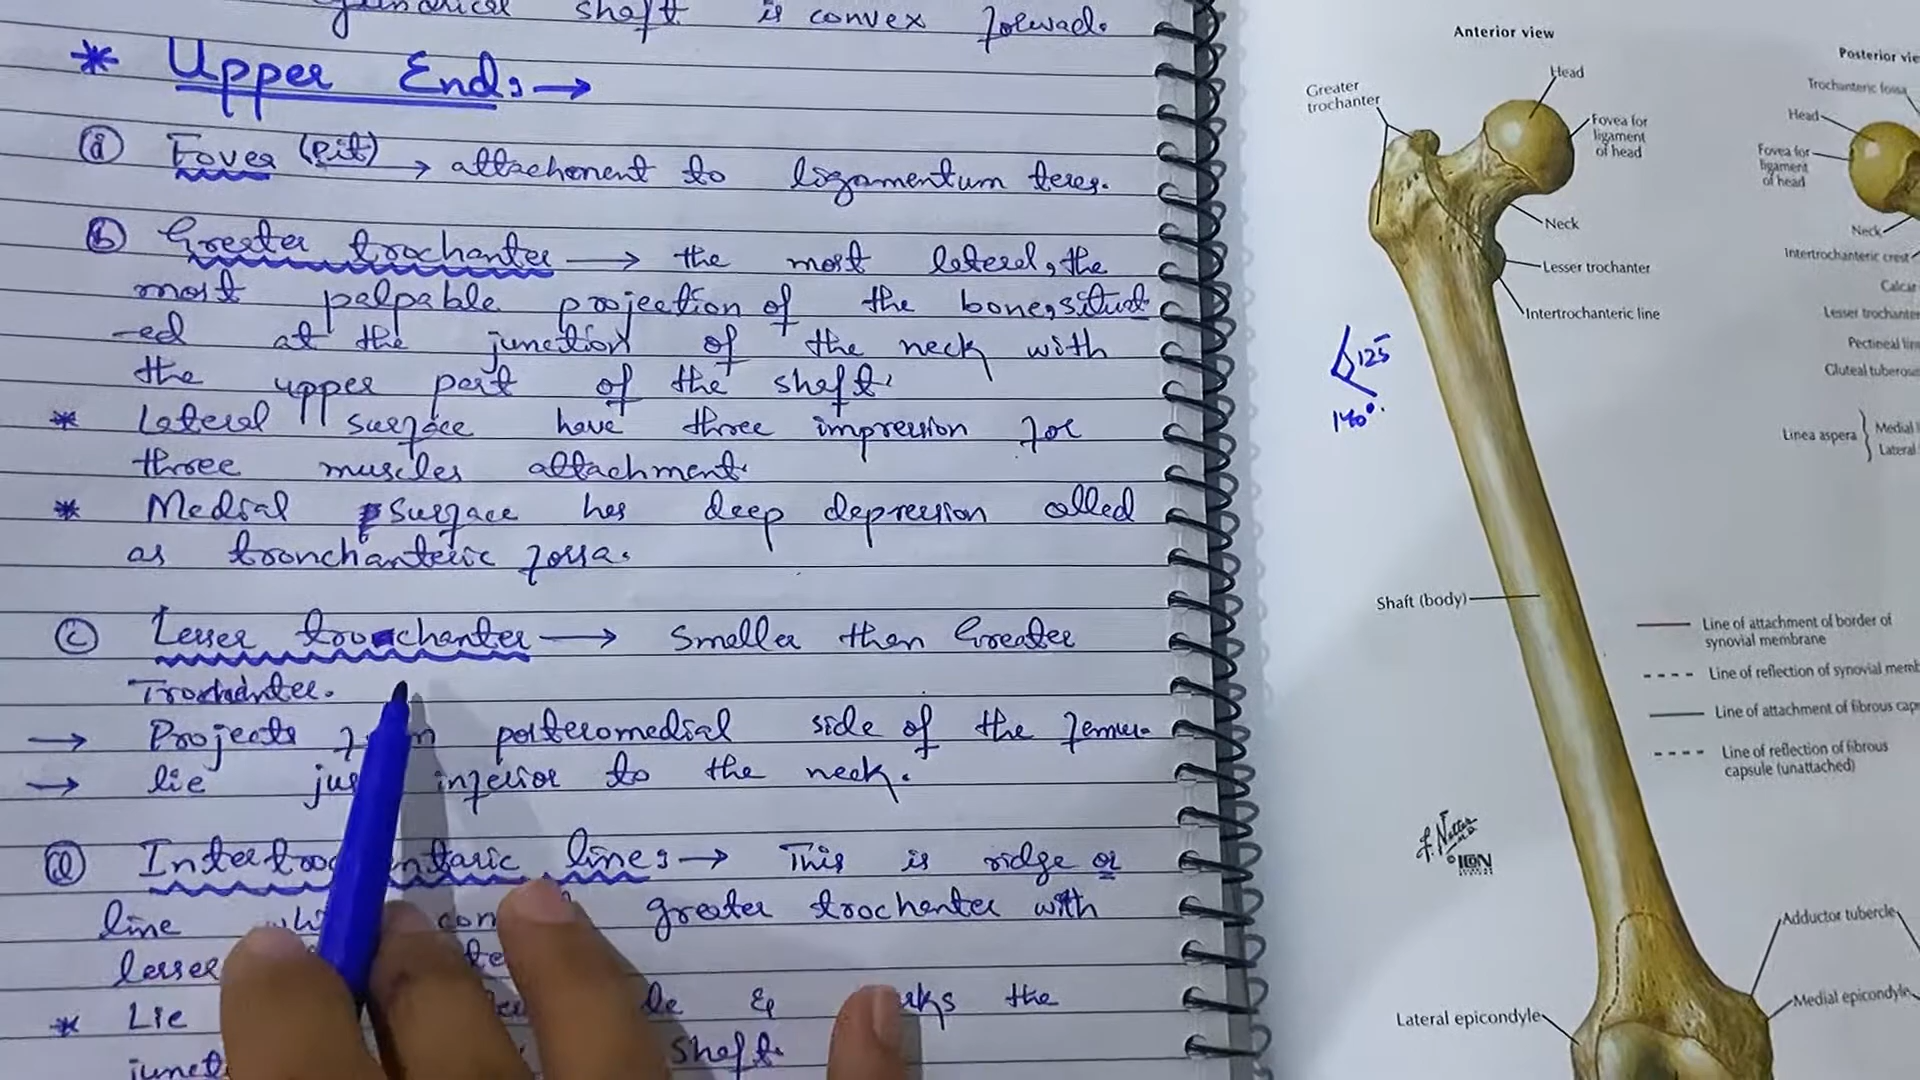 shaft is convex forward.
* Upper End :→
(a) Fovea (Pit) → attachment to ligamentum teres.
(b) Greater trochanter → the most lateral, the
most palpable projection of the bone, situat
-ed at the junction of the neck with
the upper part of the shaft.
* Lateral surface have three impression for
three muscles attachment.
* Medial surface has deep depression called
as tronchanteric fossa.
(c) Lesser trochanter → Smaller then Greater
Trochanter.
→ Projects posteromedial side of the femur.
→ lie inferior to the neck.
(d) line :→ This is ridge or
line greater trochanter with
lesser
* Lie & the
shaft.
Anterior view
Head
Greater
trochanter
Fovea for
ligament
of head
Neck
Lesser trochanter
Intertrochanteric line
125
140°.
Shaft (body)
Lateral epicondyle
Posterior vie
Trochanteric fossa
Head
Fovea for
ligament
of head
Neck
Intertrochanteric crest
Calcar
Lesser trochanter
Pectineal lin
Gluteal tuberos
Linea aspera
Medial l
Lateral
Line of attachment of border of
synovial membrane
Line of reflection of synovial memb
Line of attachment of fibrous caps
Line of reflection of fibrous
capsule (unattached)
F. Netter
M.D.
© ICON
Adductor tubercle
Medial epicondyle